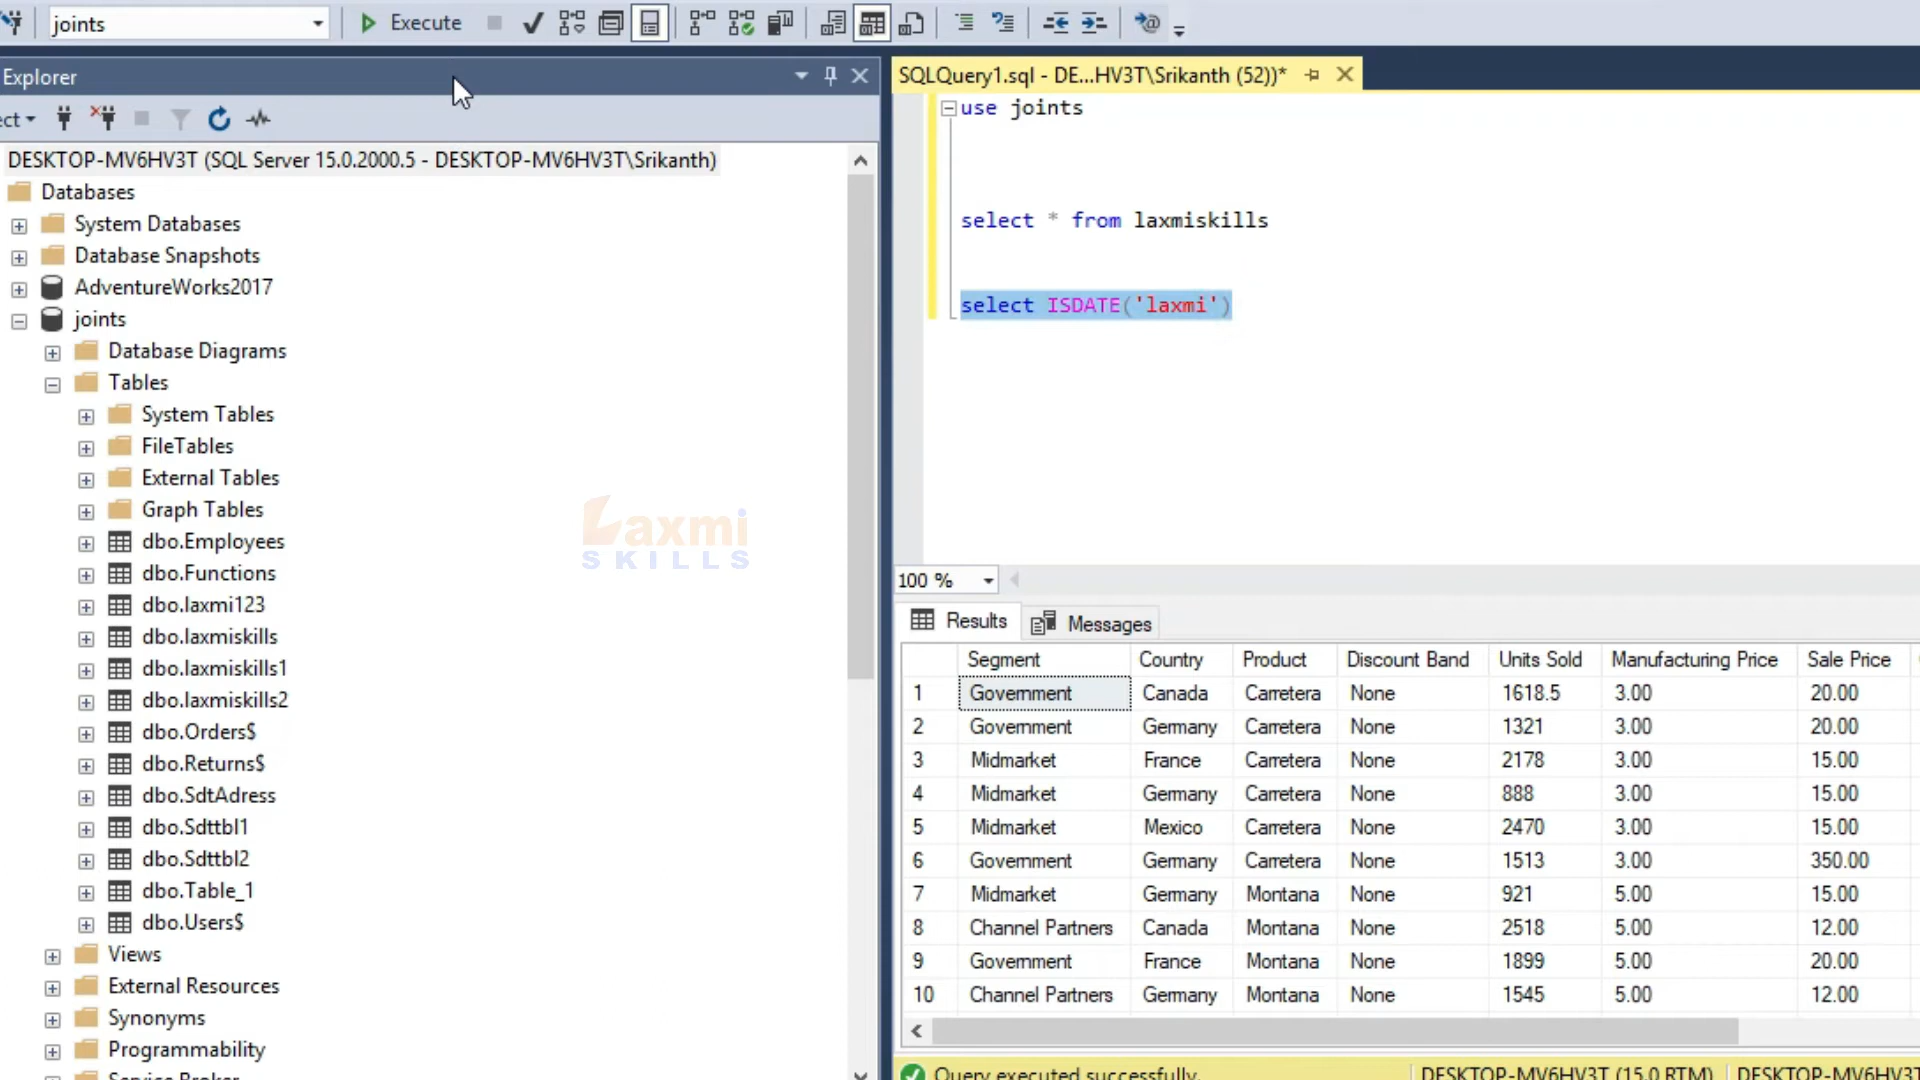 joints
Execute
Explorer
ect
DESKTOP-MV6HV3T (SQL Server 15.0.2000.5 - DESKTOP-MV6HV3T\Srikanth)
Databases
System Databases
Database Snapshots
AdventureWorks2017
joints
Database Diagrams
Tables
System Tables
FileTables
External Tables
Graph Tables
dbo.Employees
dbo.Functions
dbo.laxmi123
dbo.laxmiskills
dbo.laxmiskills1
dbo.laxmiskills2
dbo.Orders$
dbo.Returns$
dbo.SdtAdress
dbo.Sdttbl1
dbo.Sdttbl2
dbo.Table_1
dbo.Users$
Views
External Resources
Synonyms
Programmability
Service Broker
Laxmi
SKILLS
SQLQuery1.sql - DE...HV3T\Srikanth (52))*
use joints
select * from laxmiskills
select ISDATE('laxmi')
100 %
Results Messages
Segment Country Product Discount Band Units Sold Manufacturing Price Sale Price
1 Government Canada Carretera None 1618.5 3.00 20.00
2 Government Germany Carretera None 1321 3.00 20.00
3 Midmarket France Carretera None 2178 3.00 15.00
4 Midmarket Germany Carretera None 888 3.00 15.00
5 Midmarket Mexico Carretera None 2470 3.00 15.00
6 Government Germany Carretera None 1513 3.00 350.00
7 Midmarket Germany Montana None 921 5.00 15.00
8 Channel Partners Canada Montana None 2518 5.00 12.00
9 Government France Montana None 1899 5.00 20.00
10 Channel Partners Germany Montana None 1545 5.00 12.00
Query executed successfully. DESKTOP-MV6HV3T (15.0 RTM) DESKTOP-MV6HV3T